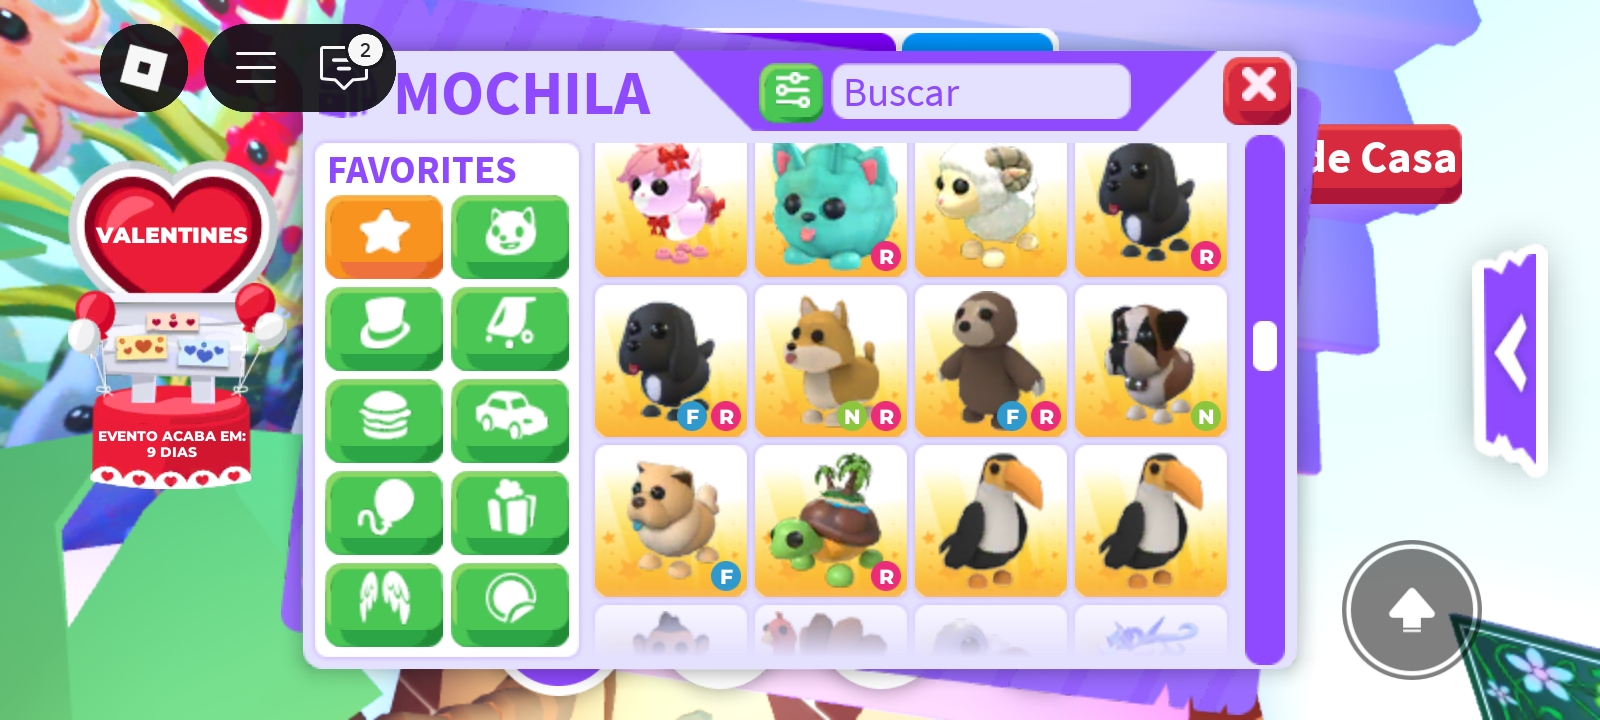 2
MOCHILA
Buscar
de Casa
FAVORITES
VALENTINES
EVENTO ACABA EM:
9 DIAS
R
R
F R
N R
F R
N
F
R